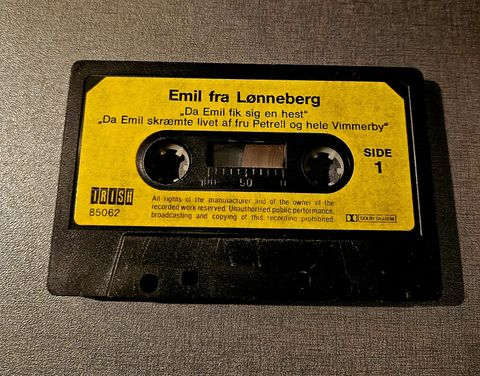 Emil fra Lønneberg
„Da Emil fik sig en hest"
„Da Emil skræmte livet af fru Petrell og hele Vimmerby"
SIDE
1
100 50 0
IRISH
85062
All rights of the manufacturer and of the owner of the
recorded work reserved. Unauthorised public performance,
broadcasting and copying of this recording prohibited.
DOLBY SYSTEM